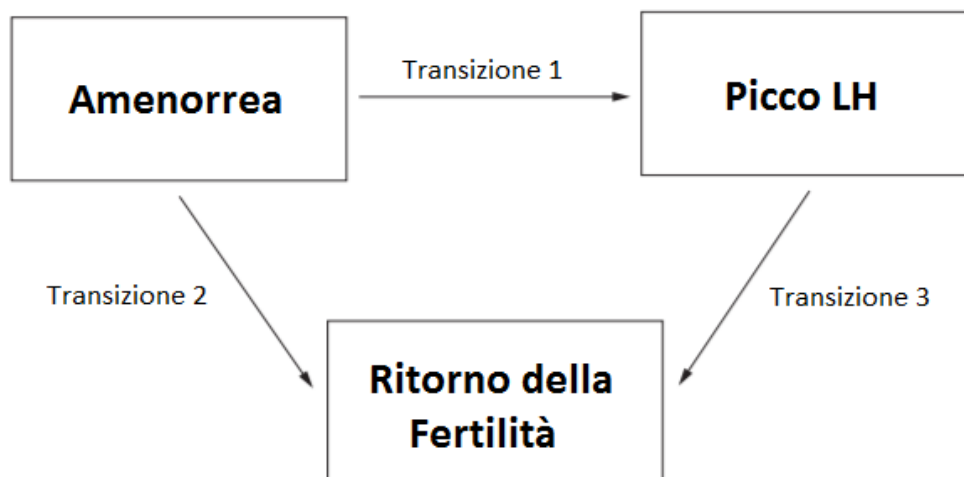 Amenorrea
Transizione 1
Picco LH
Transizione 2
Transizione 3
Ritorno della
Fertilità